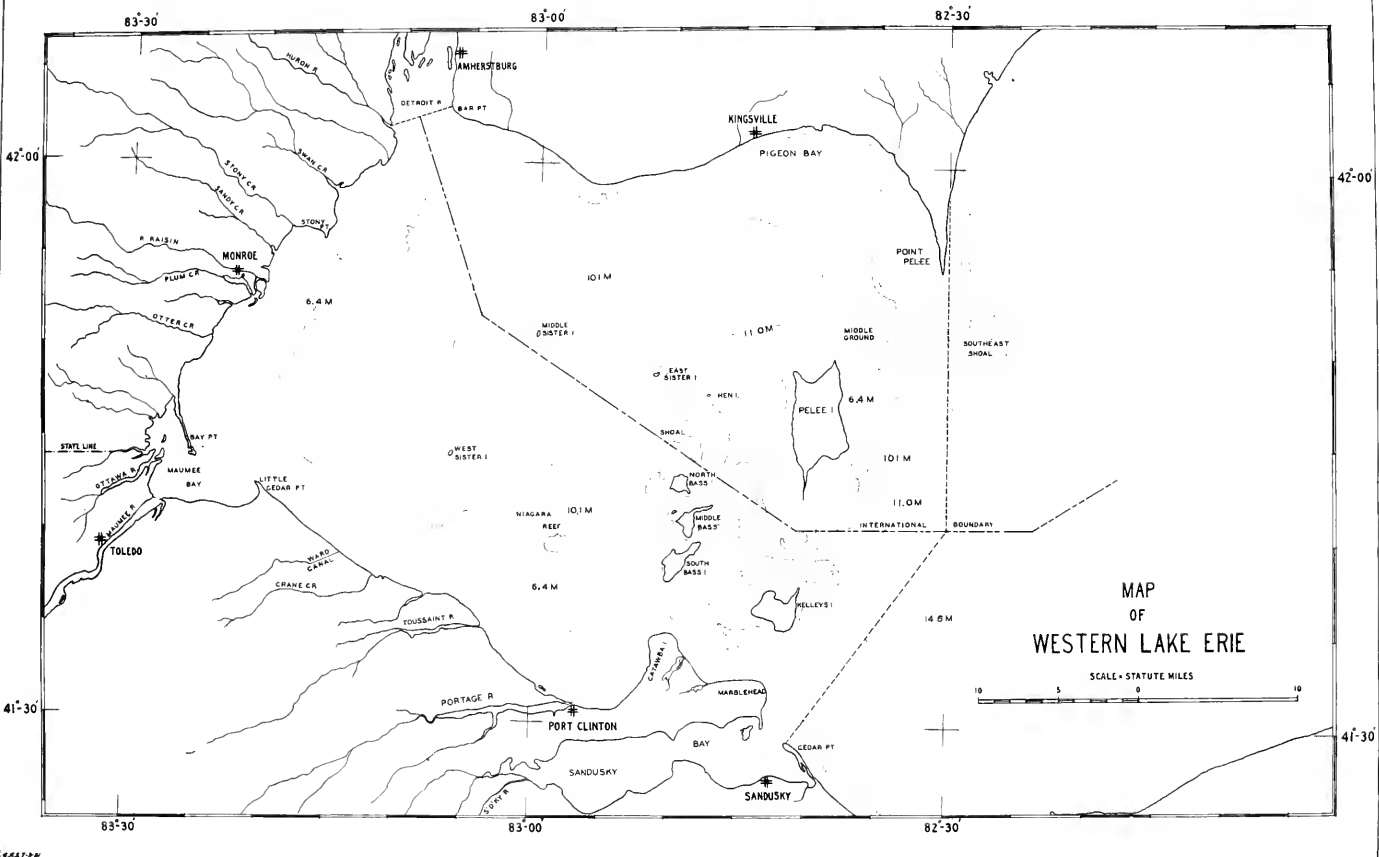 83°-30'
83°-00'
82°-30'
HURON R
AMHERSTBURG
DETROIT R
BAR PT
KINGSVILLE
PIGEON BAY
42°-00'
42°-00'
SWAN CR
STONY CR
SANDY CR
STONY PT
R RAISIN
MONROE
PLUM CR
OTTER CR
6.4 M
101 M
POINT
PELEE
MIDDLE
SISTER I
11.0M
MIDDLE
GROUND
SOUTHEAST
SHOAL
EAST
SISTER I
HEN I.
PELEE I
6.4 M
SHOAL
STATE LINE
BAY PT
OTTAWA R
MAUMEE
BAY
LITTLE
CEDAR PT
WEST
SISTER I
101 M
NORTH
BASS
MAUMEE R
TOLEDO
NIAGARA
REEF
10,1 M
MIDDLE
BASS
11.0M
INTERNATIONAL BOUNDARY
WARD
CANAL
CRANE CR
SOUTH
BASS I
6.4 M
TOUSSAINT R
KELLEYS I
14.6 M
MAP
OF
WESTERN LAKE ERIE
SCALE = STATUTE MILES
10 5 0 10
CATAWBA I
MARBLEHEAD
PORTAGE R
PORT CLINTON
41°-30'
41°-30'
BAY
CEDAR PT
SANDUSKY
S'D'KY R
SANDUSKY
83°-30'
83°-00'
82°-30'